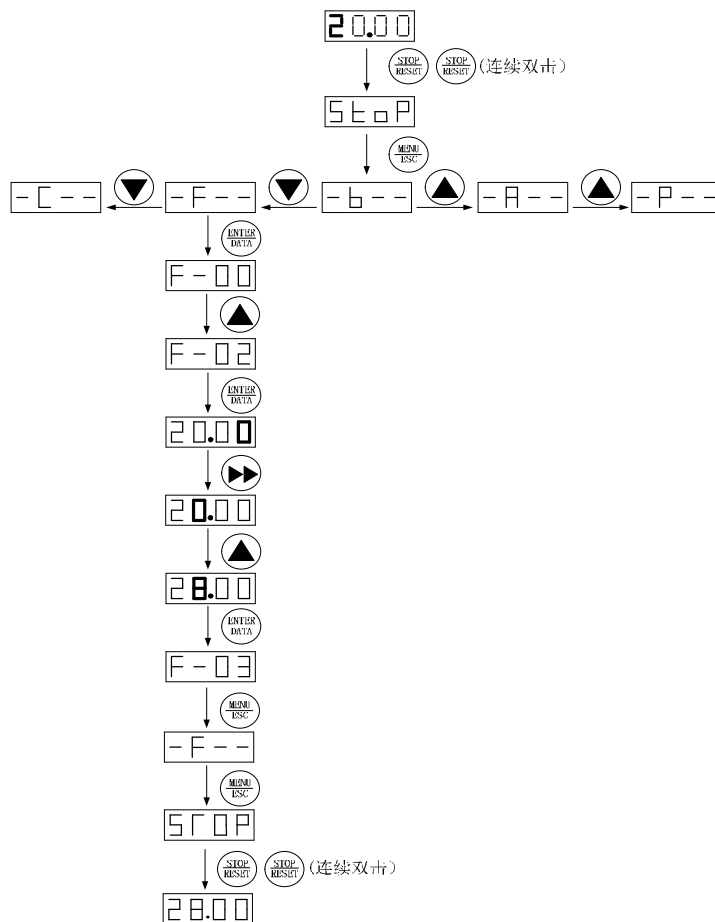 20.00
STOP RESET STOP RESET (连续双击)
StoP
MENU ESC
-C-- -F-- -b-- -A-- -P--
ENTER DATA
F-00
F-02
ENTER DATA
20.00
20.00
28.00
ENTER DATA
F-03
MENU ESC
-F--
MENU ESC
STOP
STOP RESET STOP RESET (连续双击)
28.00